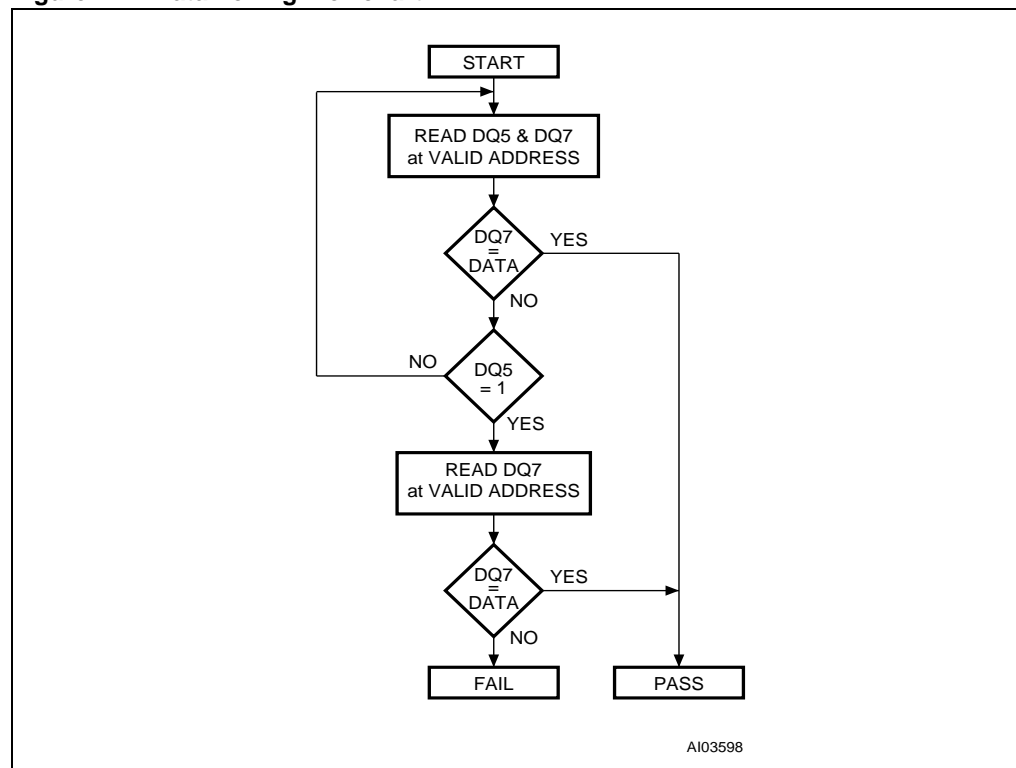 START
READ DQ5 & DQ7
at VALID ADDRESS
DQ7
=
DATA
YES
NO
NO
DQ5
= 1
YES
READ DQ7
at VALID ADDRESS
DQ7
=
DATA
YES
NO
FAIL
PASS
AI03598